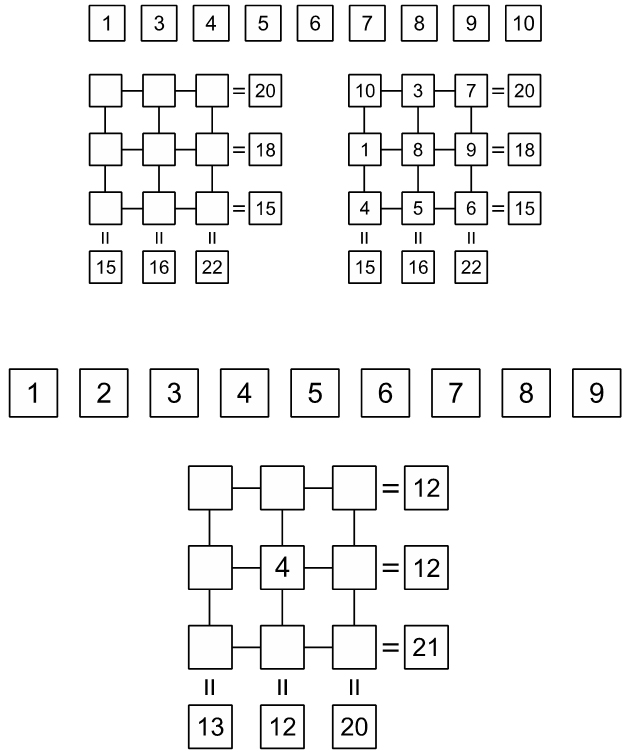 1 3 4 5 6 7 8 9 10
= 20 10 3 7 = 20
= 18 1 8 9 = 18
= 15 4 5 6 = 15
= = = = = =
15 16 22 15 16 22
1 2 3 4 5 6 7 8 9
= 12
4 = 12
= 21
= = =
13 12 20